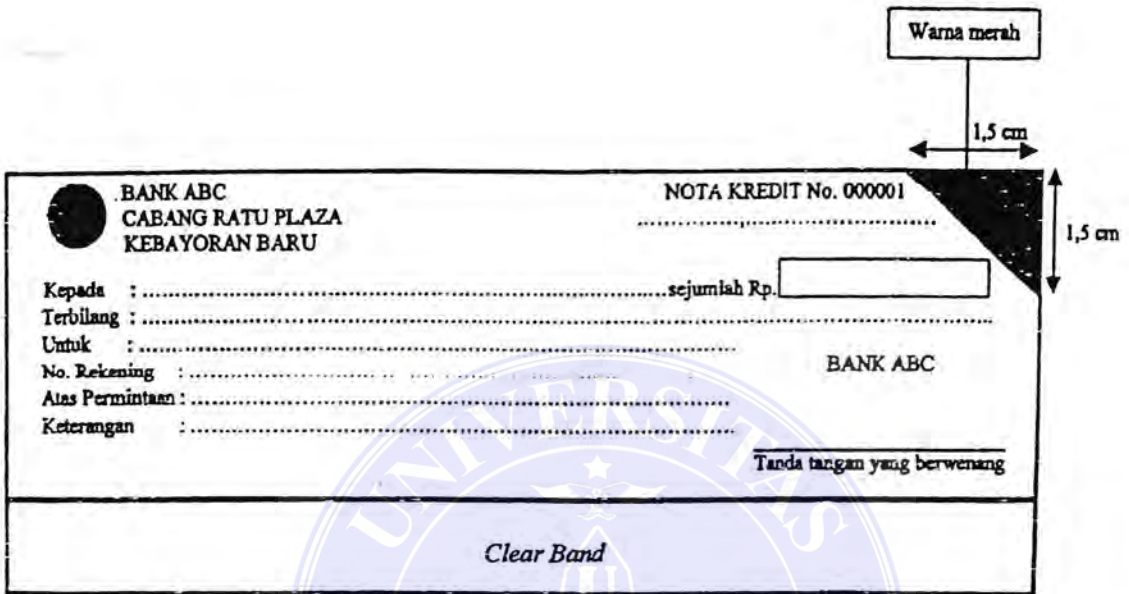 Warna merah
1,5 cm
.BANK ABC
CABANG RATU PLAZA
KEBAYORAN BARU
NOTA KREDIT No. 000001
..........................................
1,5 cm
Kepada : ........................................ sejumlah Rp.
Terbilang : ........................................
Untuk : ........................................
No. Rekening : ........................................
BANK ABC
Atas Permintaan : ........................................
Keterangan : ........................................
Tanda tangan yang berwenang
UNIVERSITAS
Clear Band